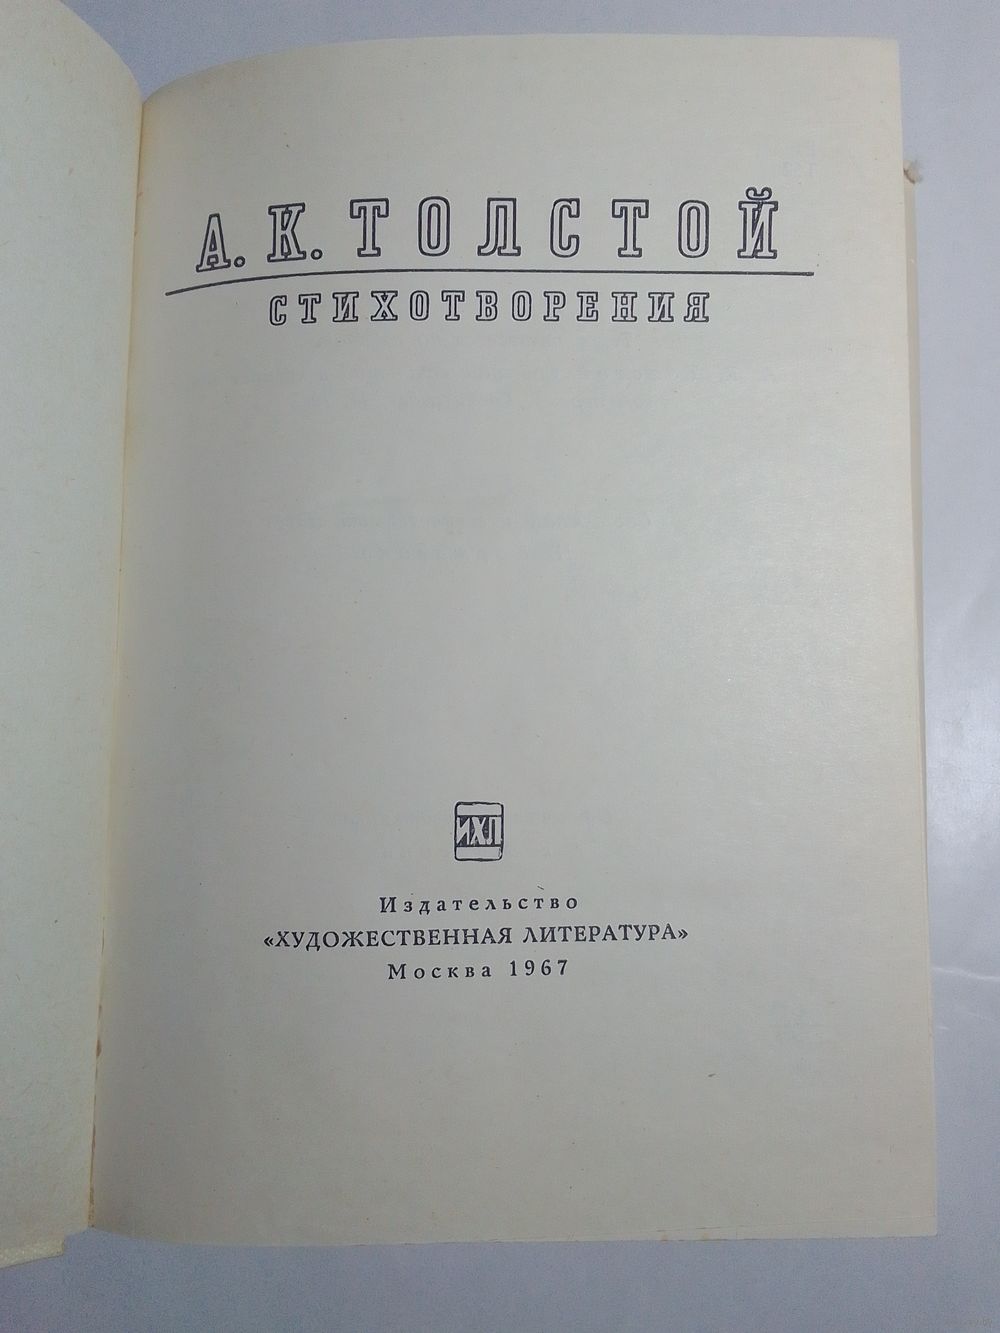 А. К. ТОЛСТОЙ
СТИХОТВОРЕНИЯ
ИХЛ
Издательство
«ХУДОЖЕСТВЕННАЯ ЛИТЕРАТУРА»
Москва 1967